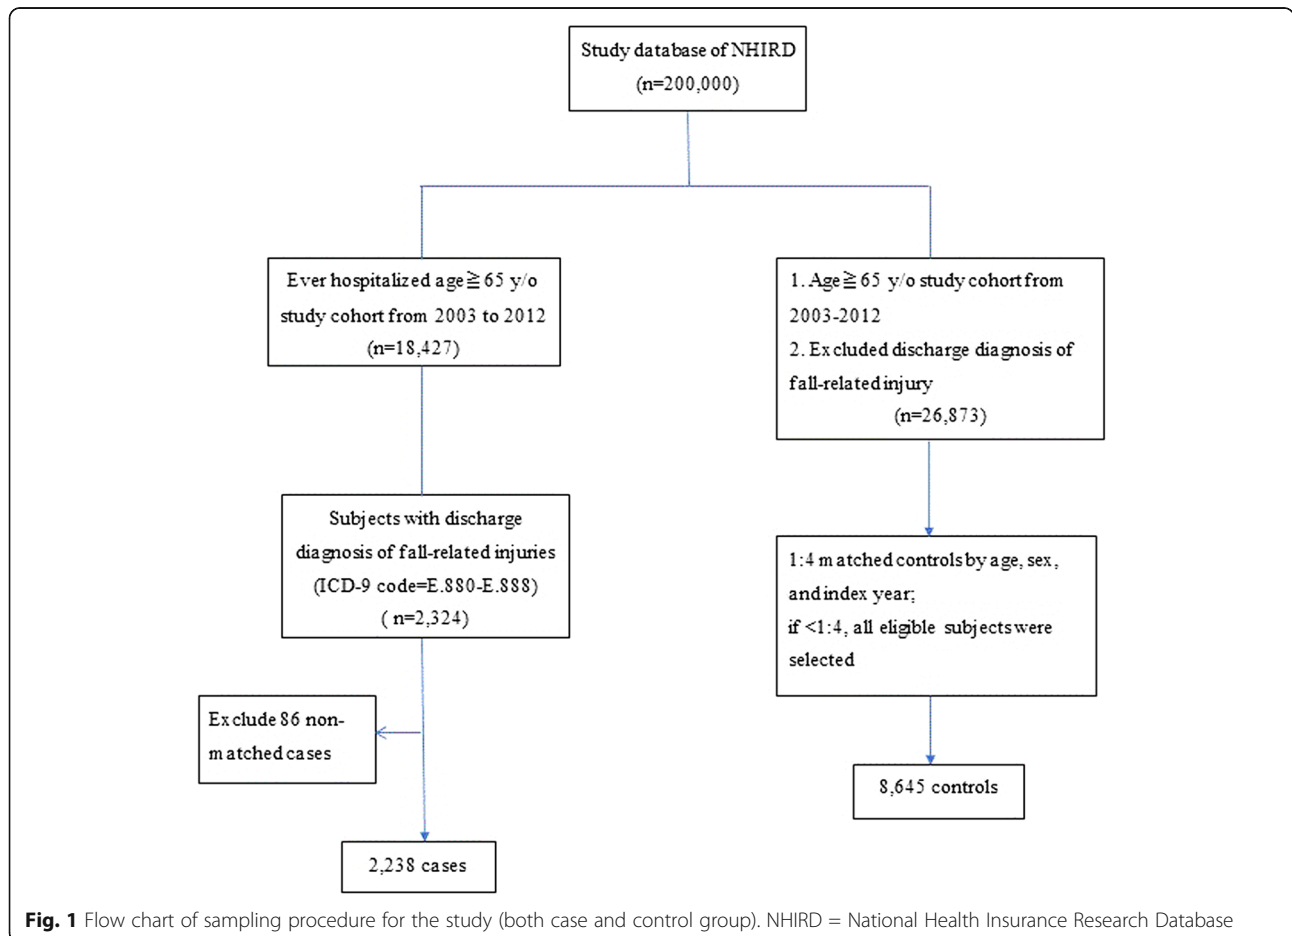 Study database of NHIRD
(n=200,000)
Ever hospitalized age≧65 y/o
study cohort from 2003 to 2012
(n=18,427)
1. Age≧65 y/o study cohort from
2003-2012
2. Excluded discharge diagnosis of
fall-related injury
(n=26,873)
Subjects with discharge
diagnosis of fall-related injuries
(ICD-9 code=E.880-E.888)
( n=2,324)
1:4 matched controls by age, sex,
and index year;
if <1:4, all eligible subjects were
selected
Exclude 86 non-
matched cases
8,645 controls
2,238 cases
Fig. 1 Flow chart of sampling procedure for the study (both case and control group). NHIRD = National Health Insurance Research Database